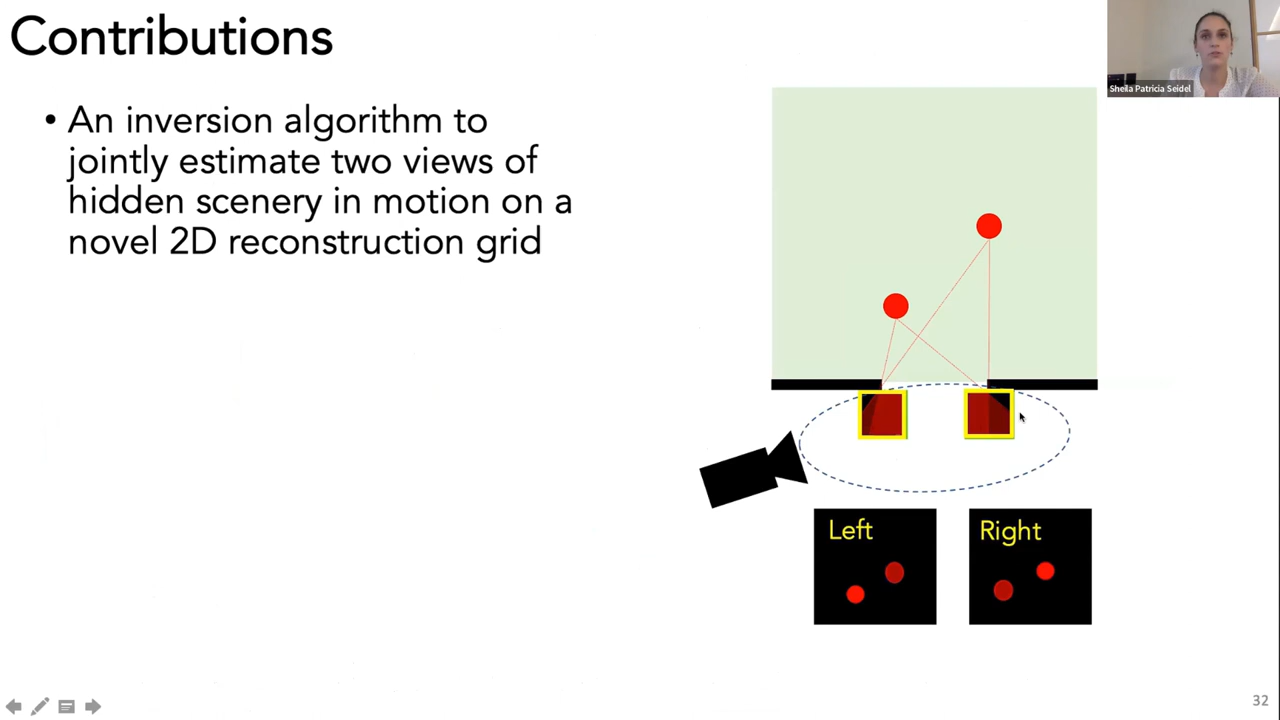 Contributions
Sheila Patricia Seidel
• An inversion algorithm to
jointly estimate two views of
hidden scenery in motion on a
novel 2D reconstruction grid
Left
Right
32